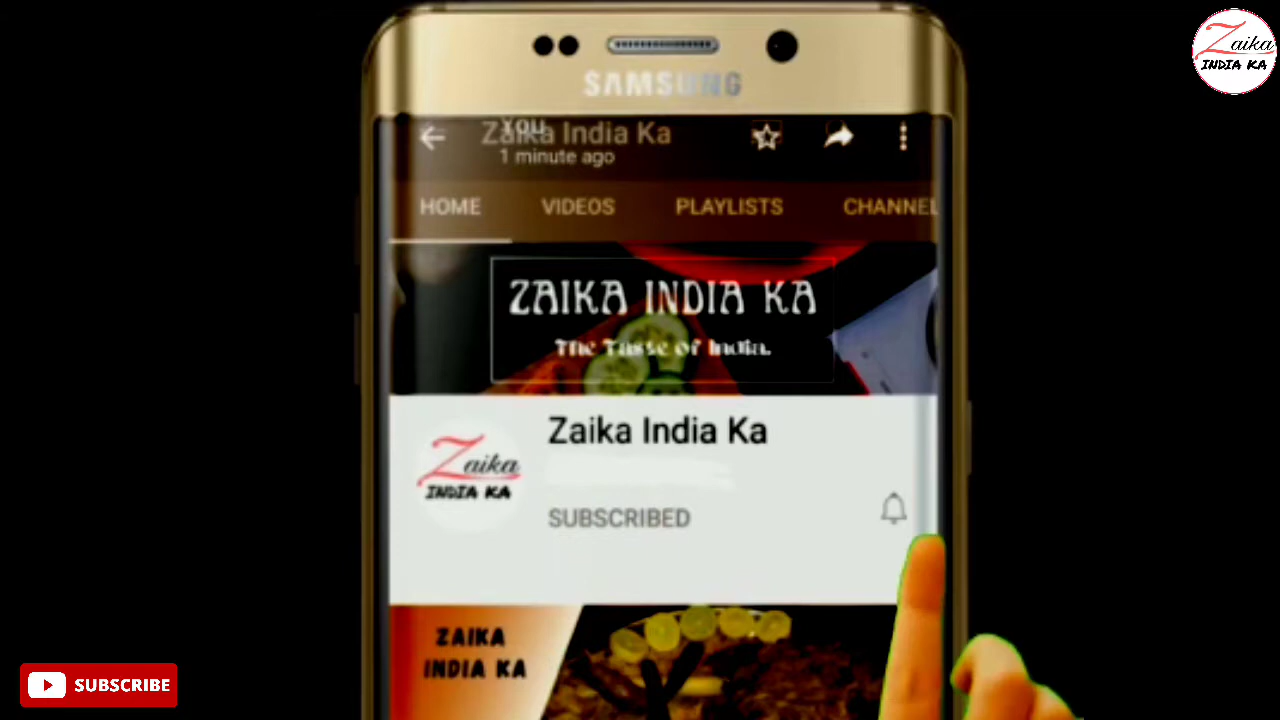 Zaika
INDIA KA
SAMSUNG
YOU
Zaika India Ka
1 minute ago
HOME VIDEOS PLAYLISTS CHANNEL
ZAIKA INDIA KA
The Taste of India.
Zaika India Ka
Zaika
INDIA KA
SUBSCRIBED
ZAIKA
INDIA KA
SUBSCRIBE